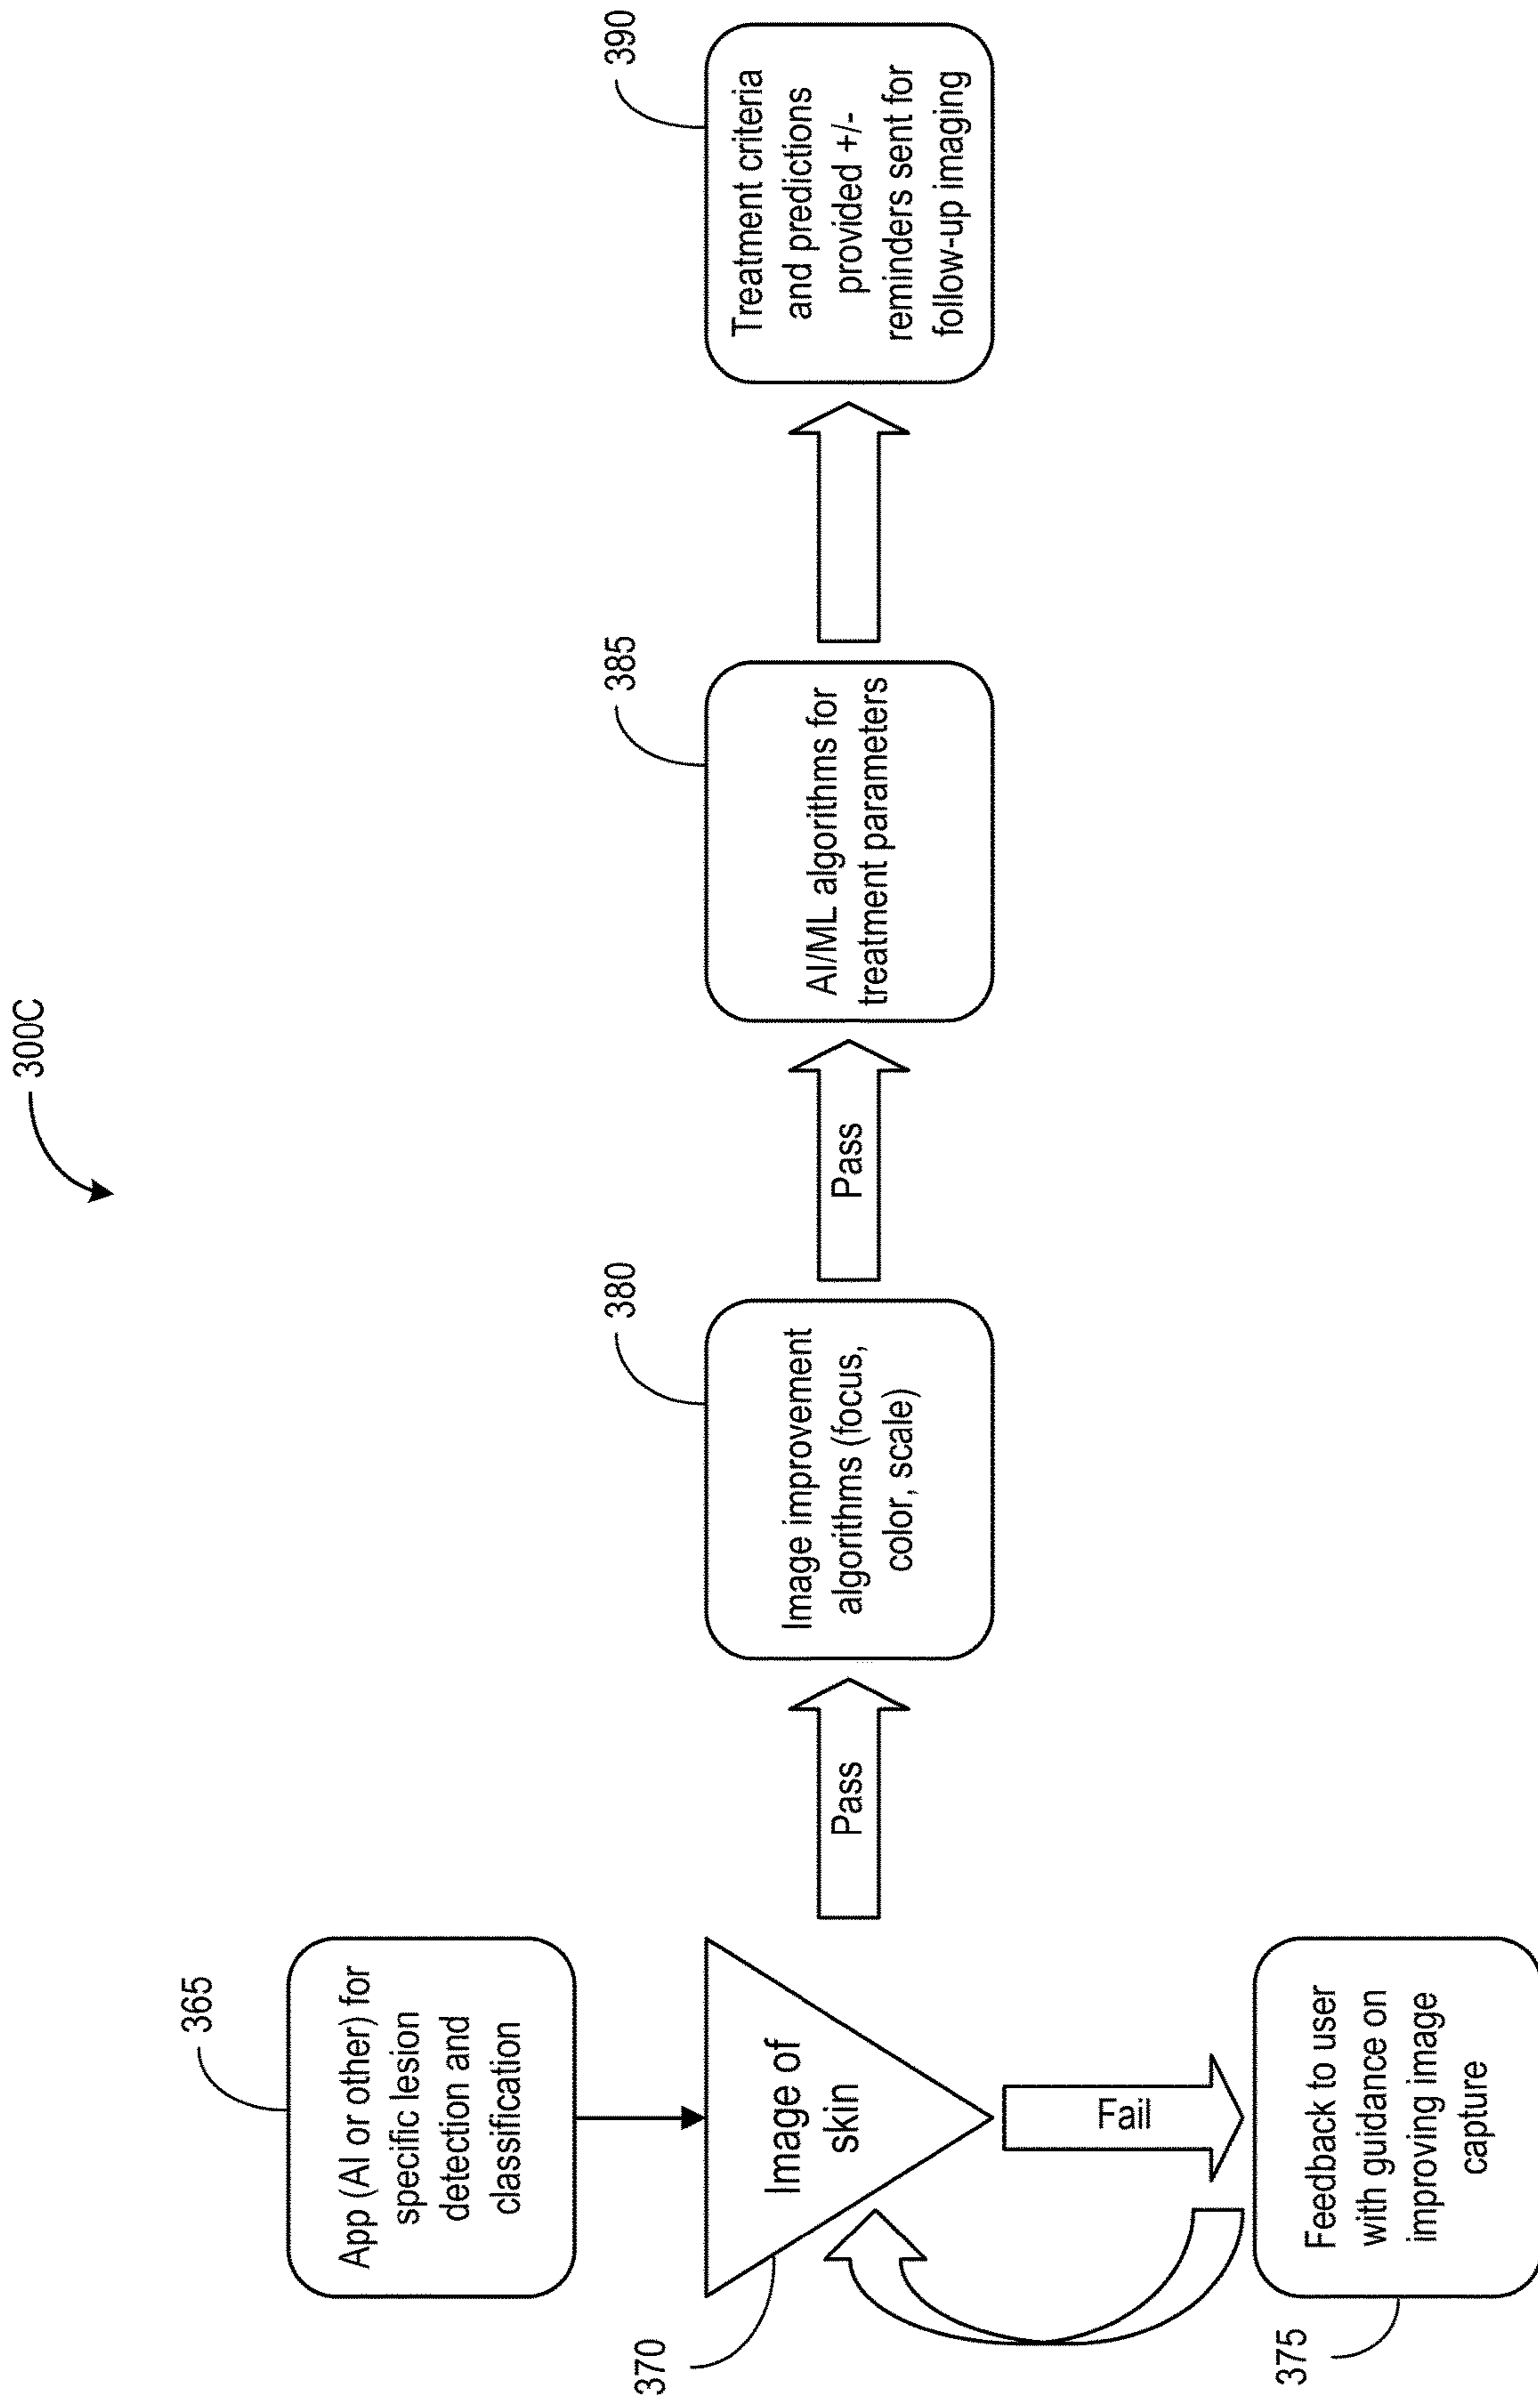 300C
365
App (AI or other) for
specific lesion
detection and
classification
370
Image of
skin
Pass
380
Image improvement
algorithms (focus,
color, scale)
Pass
385
AI/ML algorithms for
treatment parameters
390
Treatment criteria
and predictions
provided +/-
reminders sent for
follow-up imaging
Fail
375
Feedback to user
with guidance on
improving image
capture